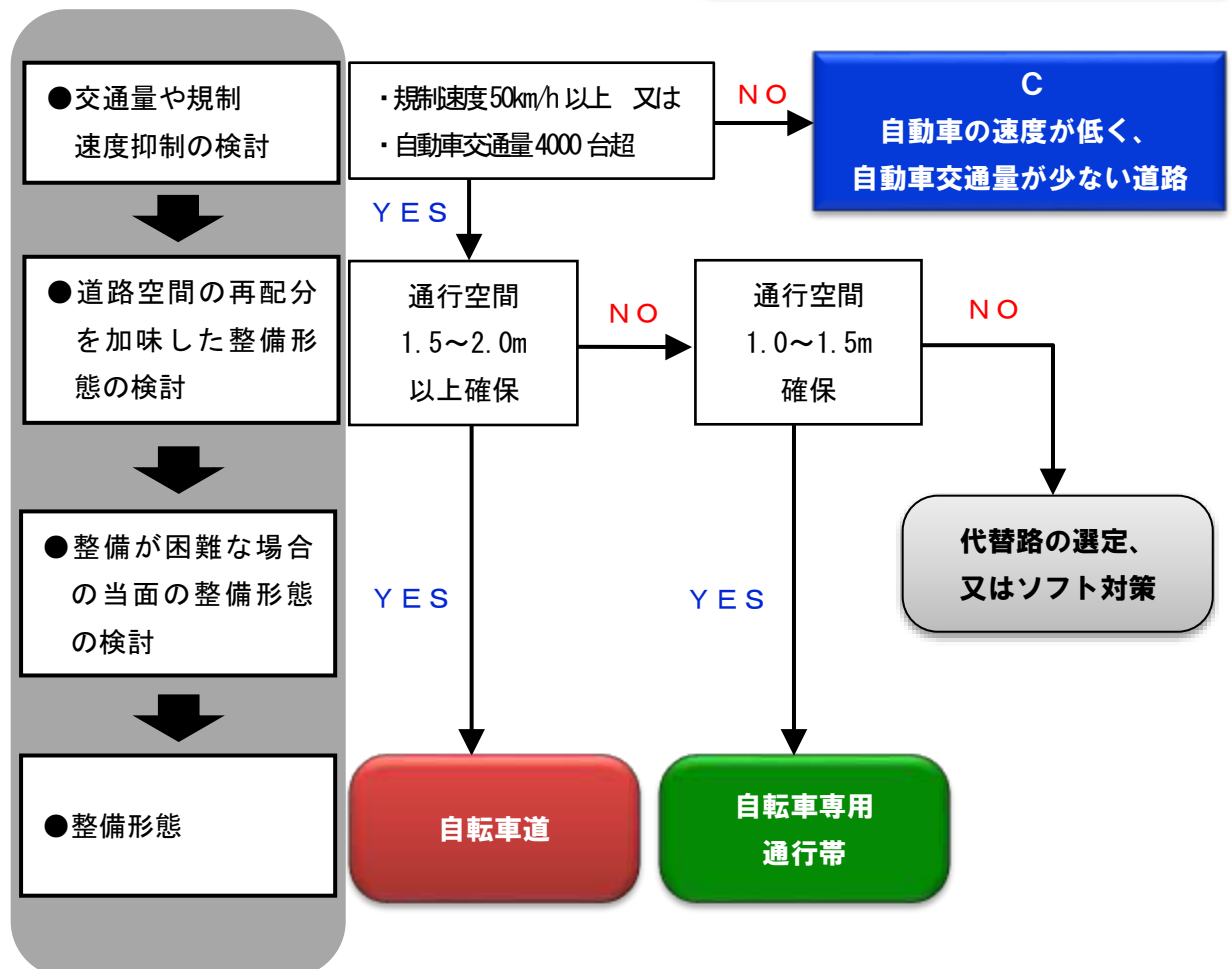 ●交通量や規制
速度抑制の検討
・規制速度50km/h以上 又は
・自動車交通量4000台超
NO
C
自動車の速度が低く、
自動車交通量が少ない道路
YES
●道路空間の再配分
を加味した整備形
態の検討
通行空間
1.5～2.0m
以上確保
NO
通行空間
1.0～1.5m
確保
NO
●整備が困難な場合
の当面の整備形態
の検討
YES
YES
代替路の選定、
又はソフト対策
●整備形態
自転車道
自転車専用
通行帯